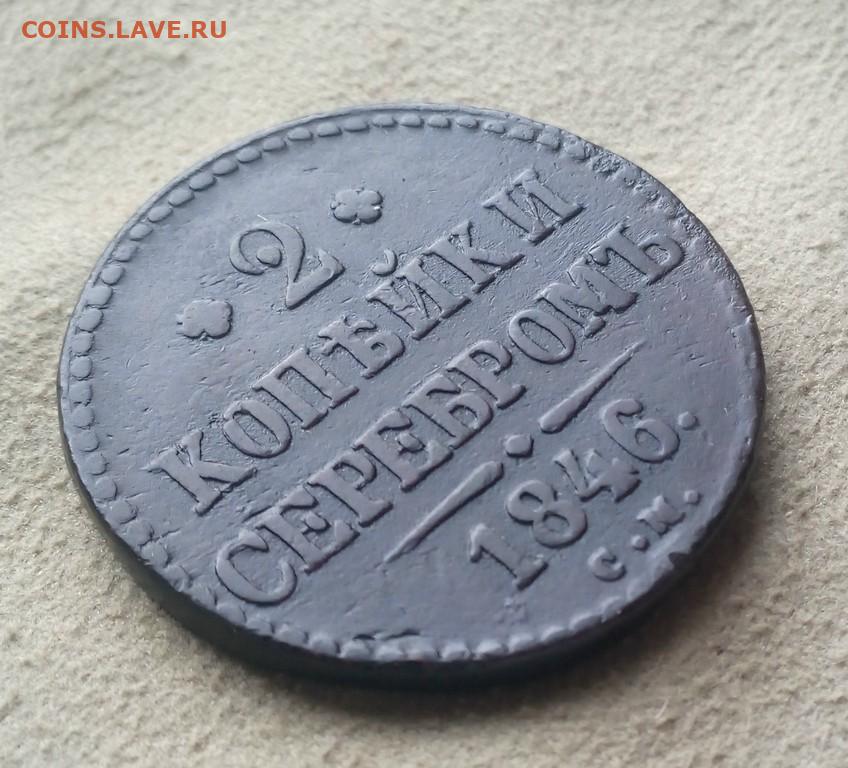 COINS.LAVE.RU
2
КОПѢЙКИ
СЕРЕБРОМЪ
1846.
С.М.